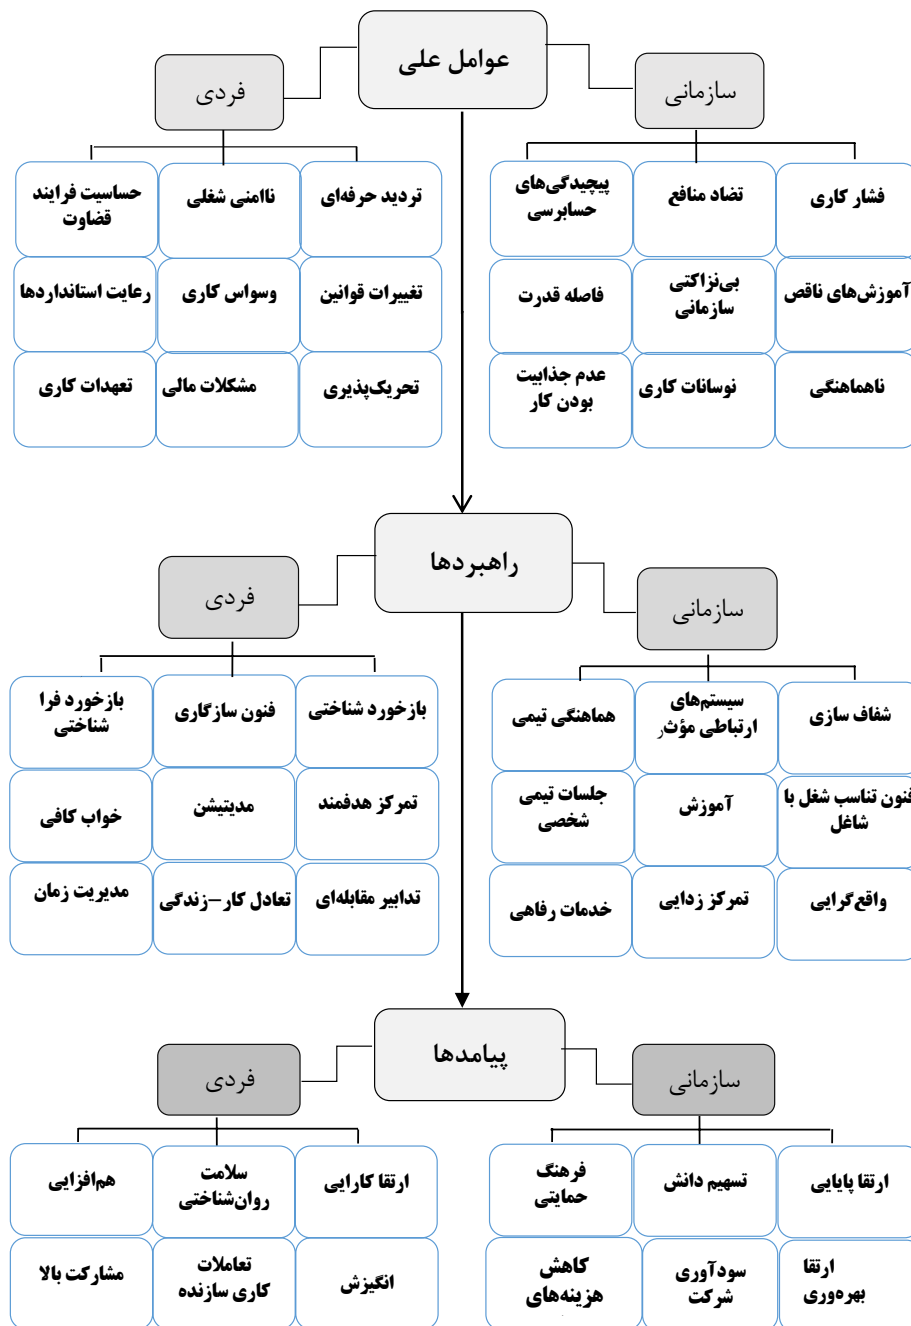 عوامل علی
سازمانی
فردی
فشار کاری
تضاد منافع
پیچیدگی‌های
حسابرسی
تردید حرفه‌ای
ناامنی شغلی
حساسیت فرایند
قضاوت
آموزش‌های ناقص
بی‌نزاکتی
سازمانی
فاصله قدرت
تغییرات قوانین
وسواس کاری
رعایت استانداردها
ناهماهنگی
نوسانات کاری
عدم جذابیت
بودن کار
تحریک‌پذیری
مشکلات مالی
تعهدات کاری
راهبردها
سازمانی
فردی
شفاف سازی
سیستم‌های
ارتباطی مؤثر
هماهنگی تیمی
بازخورد شناختی
فنون سازگاری
بازخورد فرا
شناختی
فنون تناسب شغل با
شاغل
آموزش
جلسات تیمی
شخصی
تمرکز هدفمند
مدیتیشن
خواب کافی
واقع‌گرایی
تمرکز زدایی
خدمات رفاهی
تدابیر مقابله‌ای
تعادل کار–زندگی
مدیریت زمان
پیامدها
سازمانی
فردی
ارتقا پایایی
تسهیم دانش
فرهنگ
حمایتی
ارتقا کارایی
سلامت
روان‌شناختی
هم‌افزایی
ارتقا
بهره‌وری
سودآوری
شرکت
کاهش
هزینه‌های
انگیزش
تعاملات
کاری سازنده
مشارکت بالا